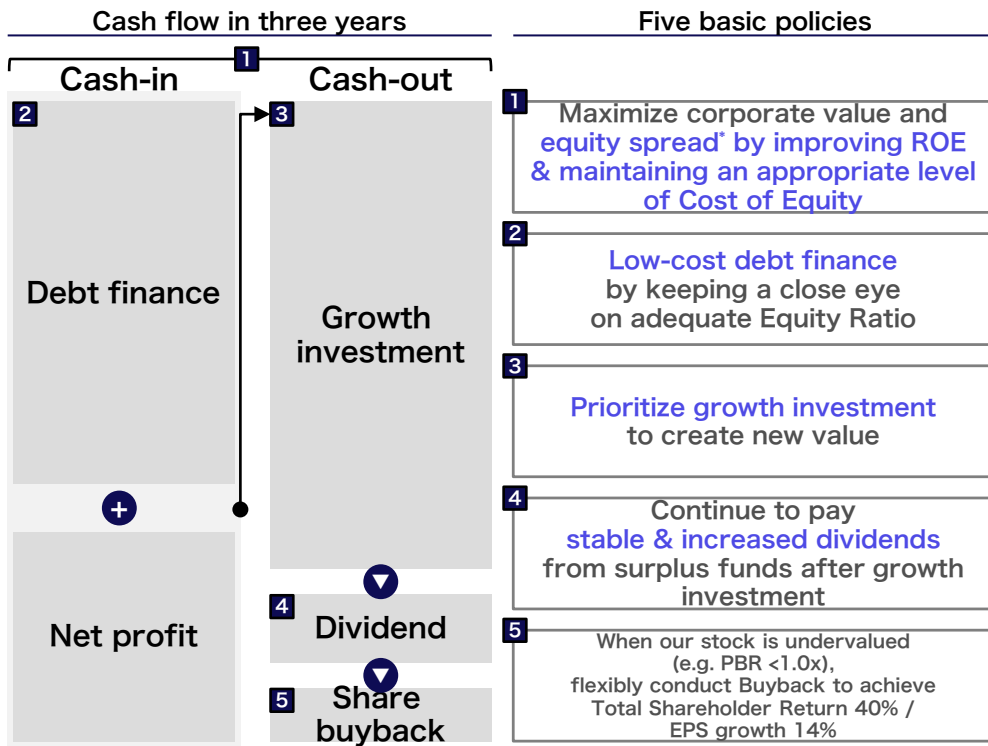 Cash flow in three years
1
Cash-in
Cash-out
2
Debt finance
+
Net profit
3
Growth
investment
4
Dividend
5
Share
buyback
Five basic policies
1
Maximize corporate value and
equity spread* by improving ROE
& maintaining an appropriate level
of Cost of Equity
2
Low-cost debt finance
by keeping a close eye
on adequate Equity Ratio
3
Prioritize growth investment
to create new value
4
Continue to pay
stable & increased dividends
from surplus funds after growth
investment
5
When our stock is undervalued
(e.g. PBR <1.0x),
flexibly conduct Buyback to achieve
Total Shareholder Return 40% /
EPS growth 14%